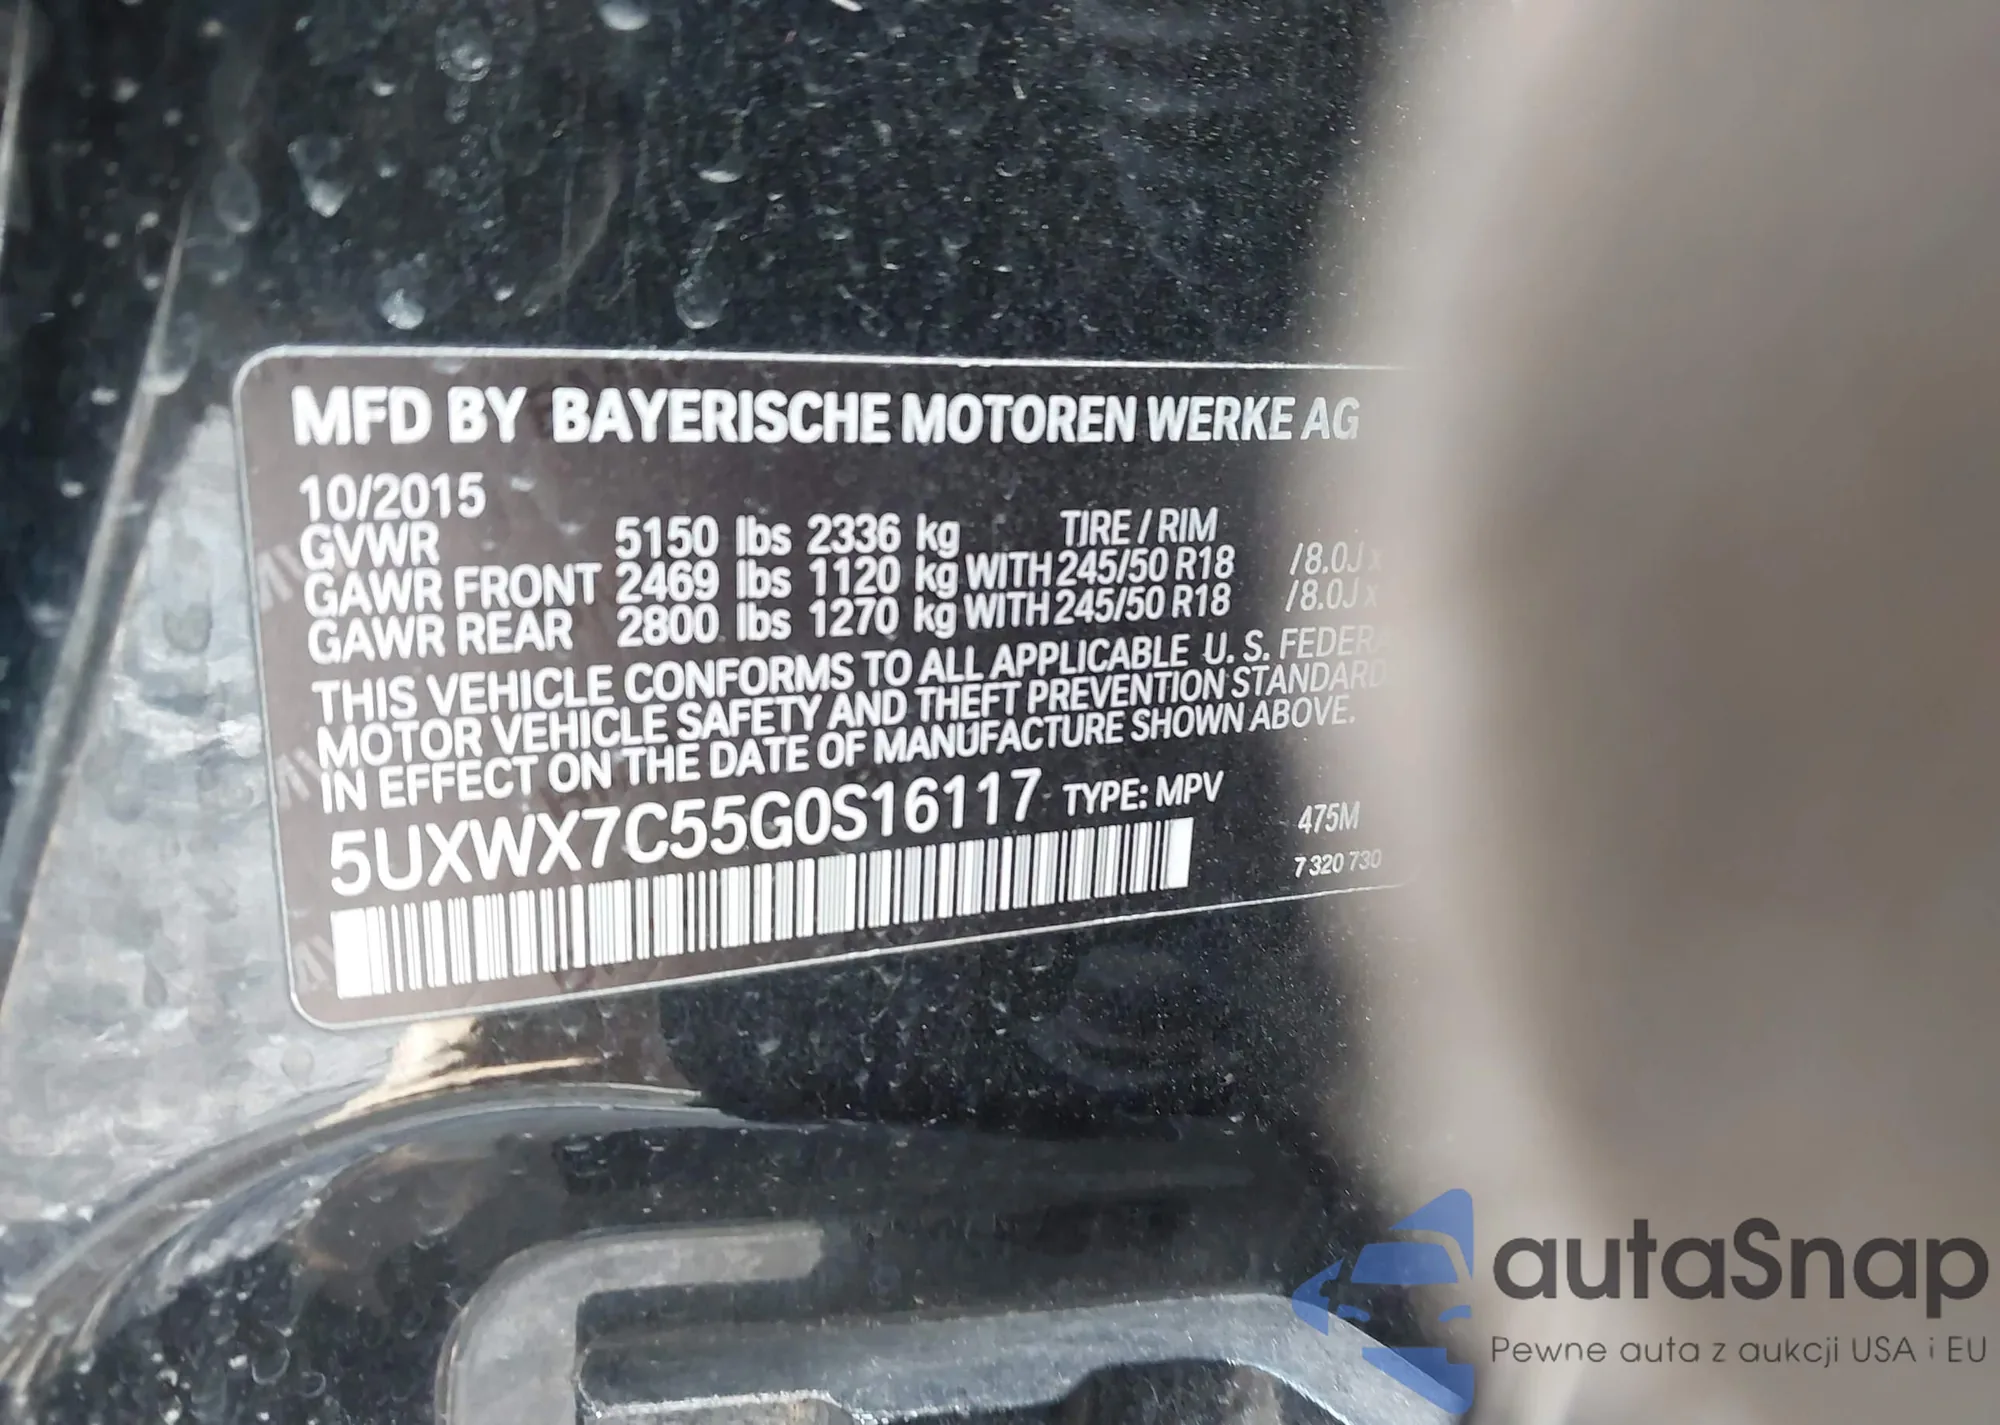 MFD BY BAYERISCHE MOTOREN WERKE AG
10/2015
GVWR 5150 lbs 2336 kg TIRE / RIM
GAWR FRONT 2469 lbs 1120 kg WITH 245/50 R18 /8.0J x
GAWR REAR 2800 lbs 1270 kg WITH 245/50 R18 /8.0J x
THIS VEHICLE CONFORMS TO ALL APPLICABLE U. S. FEDERA
MOTOR VEHICLE SAFETY AND THEFT PREVENTION STANDARD
IN EFFECT ON THE DATE OF MANUFACTURE SHOWN ABOVE.
5UXWX7C55G0S16117 TYPE: MPV
475M
7 320 730
autaSnap
Pewne auta z aukcji USA i EU